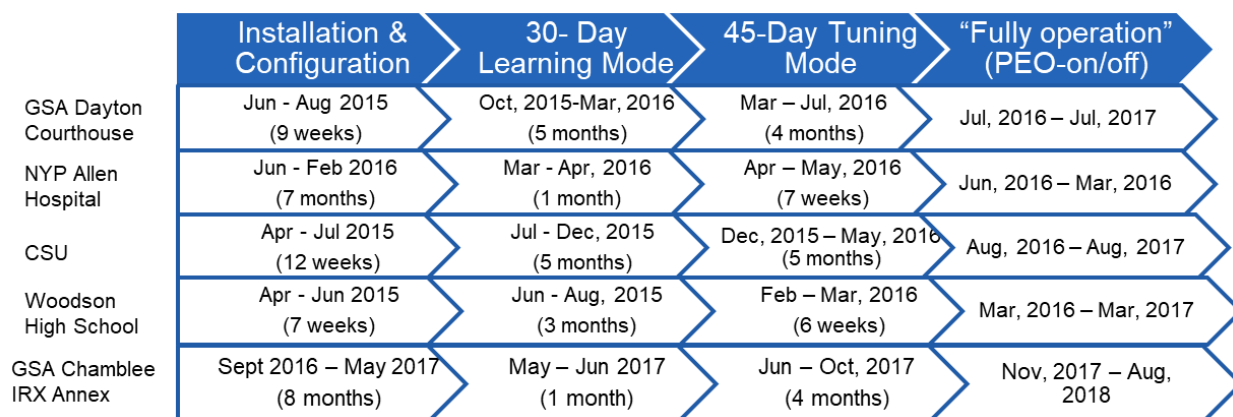 Installation &
Configuration
30- Day
Learning Mode
45-Day Tuning
Mode
“Fully operation”
(PEO-on/off)
GSA Dayton
Courthouse
Jun - Aug 2015
(9 weeks)
Oct, 2015-Mar, 2016
(5 months)
Mar – Jul, 2016
(4 months)
Jul, 2016 – Jul, 2017
NYP Allen
Hospital
Jun - Feb 2016
(7 months)
Mar - Apr, 2016
(1 month)
Apr – May, 2016
(7 weeks)
Jun, 2016 – Mar, 2016
CSU
Apr - Jul 2015
(12 weeks)
Jul - Dec, 2015
(5 months)
Dec, 2015 – May, 2016
(5 months)
Aug, 2016 – Aug, 2017
Woodson
High School
Apr - Jun 2015
(7 weeks)
Jun - Aug, 2015
(3 months)
Feb – Mar, 2016
(6 weeks)
Mar, 2016 – Mar, 2017
GSA Chamblee
IRX Annex
Sept 2016 – May 2017
(8 months)
May – Jun 2017
(1 month)
Jun – Oct, 2017
(4 months)
Nov, 2017 – Aug,
2018